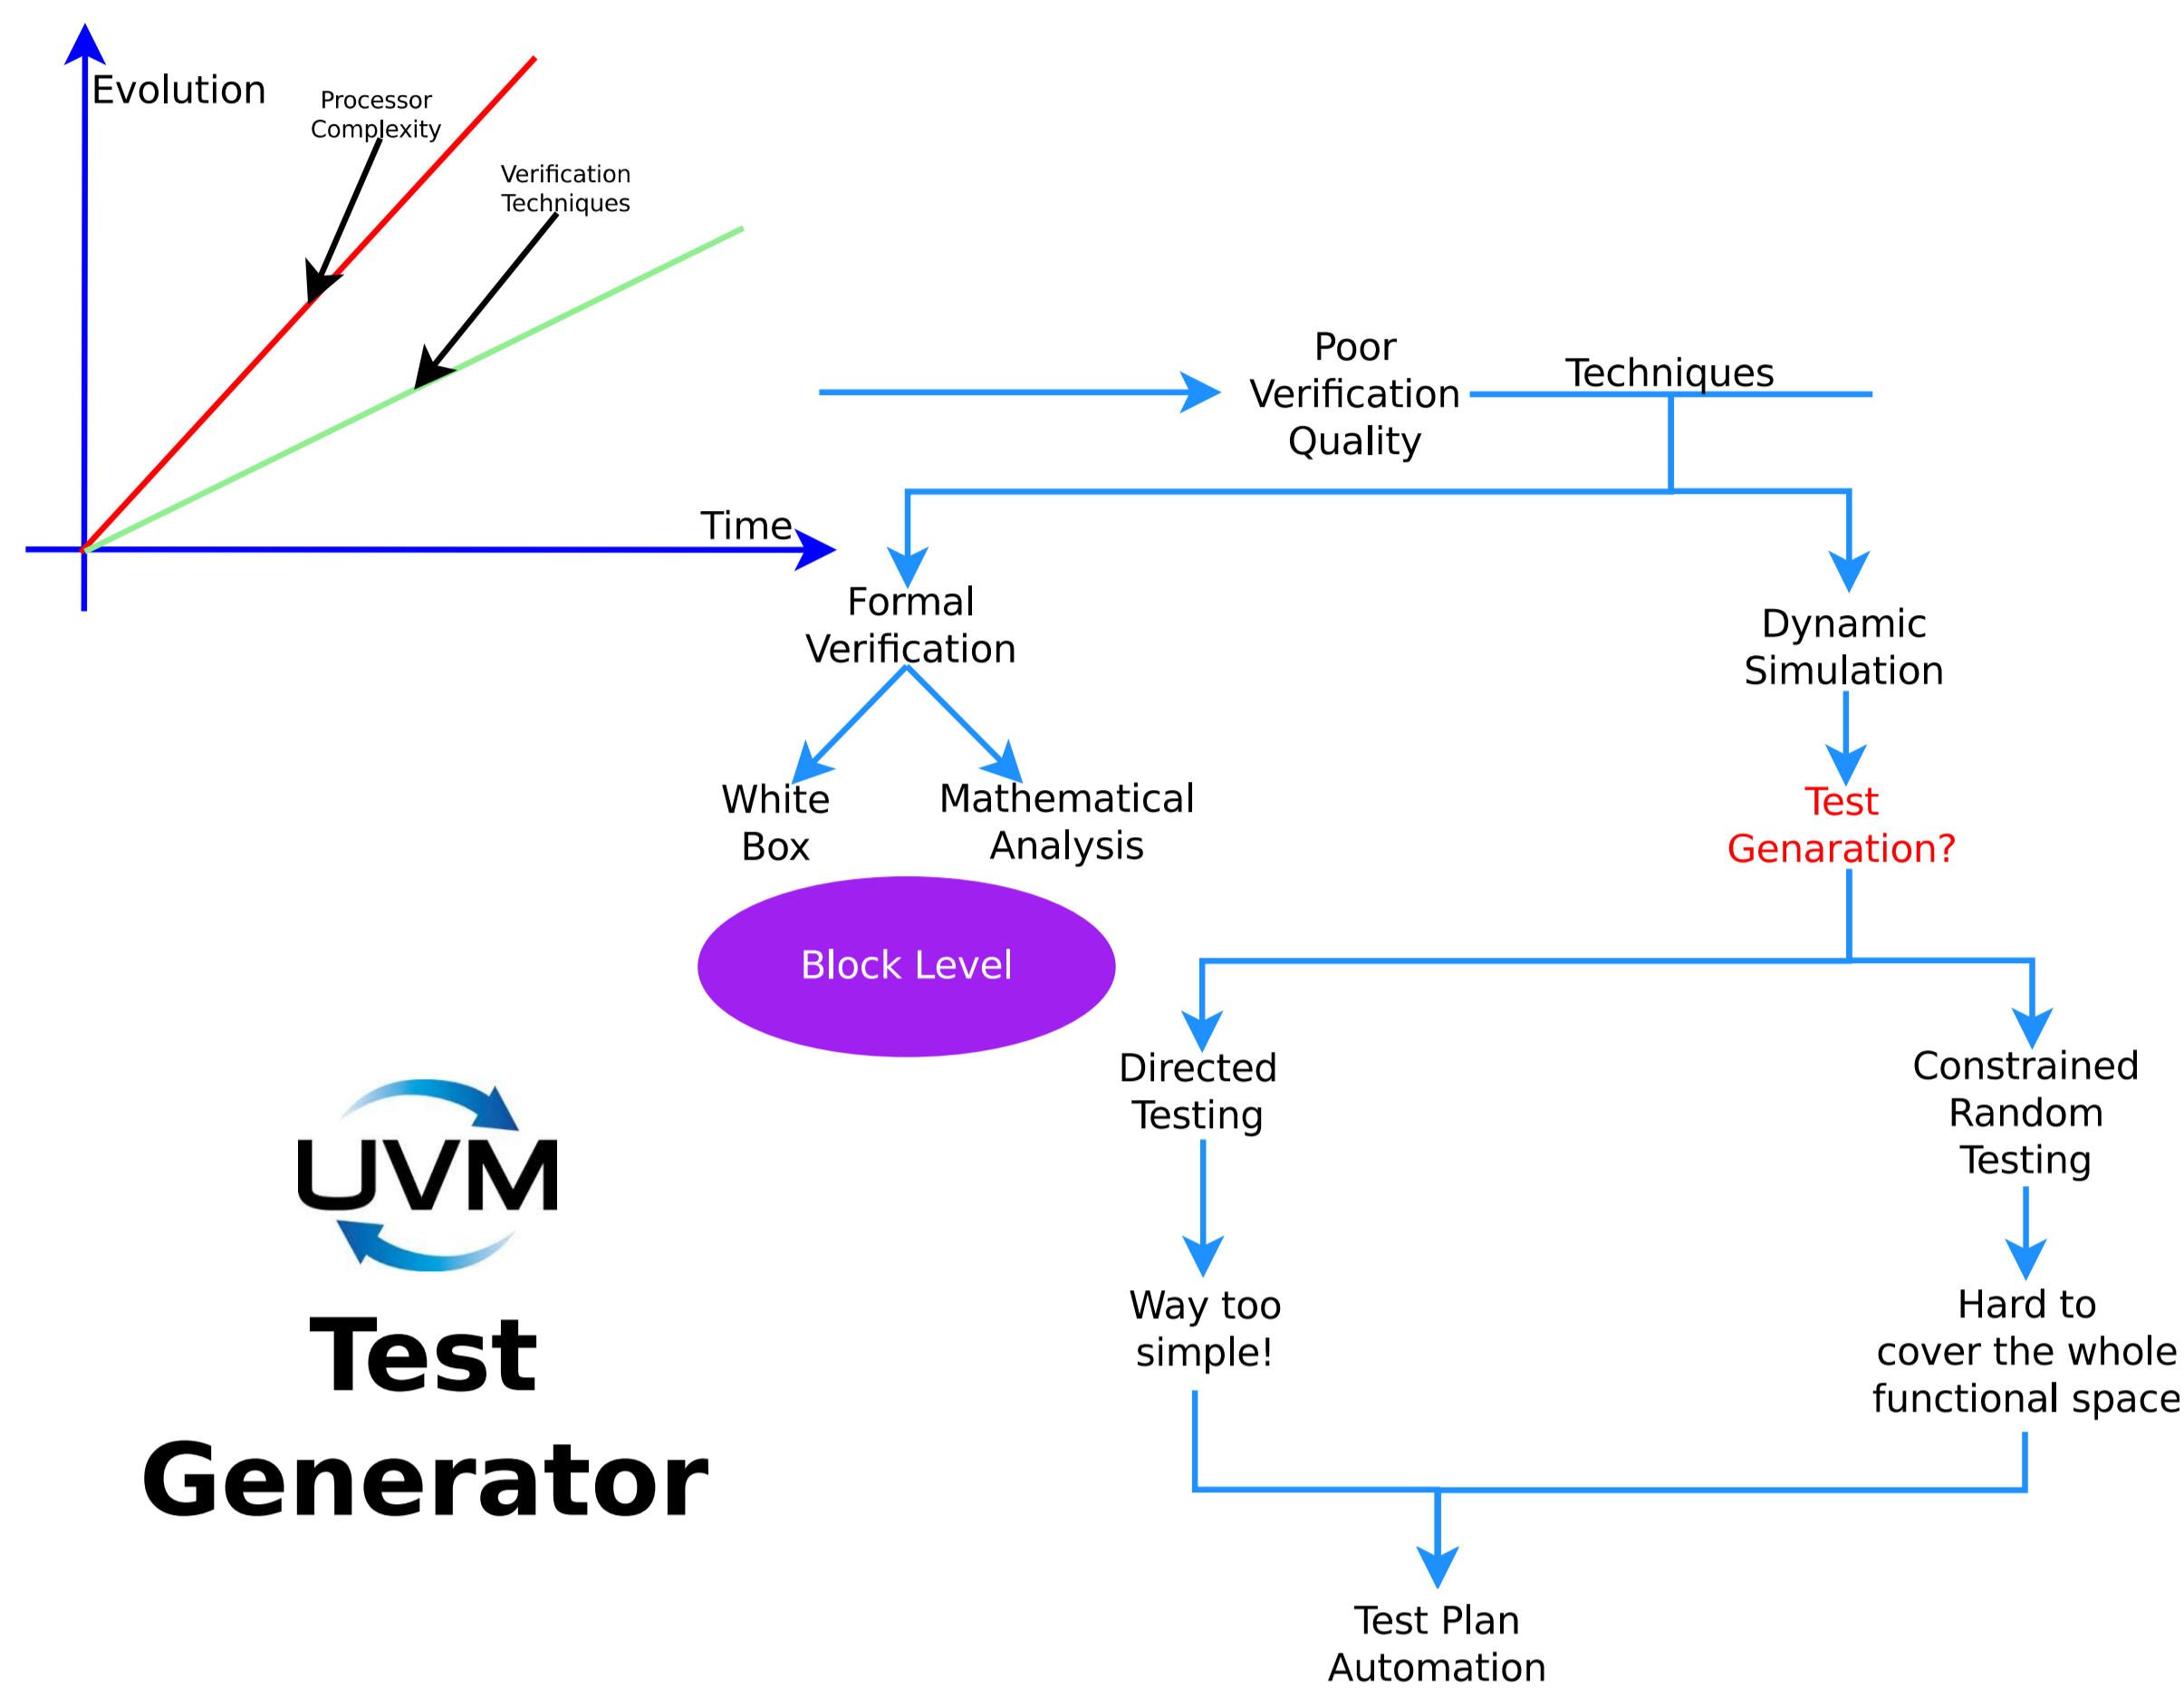 Evolution
Processor
Complexity
Verification
Techniques
Time
Poor
Verification
Quality
Techniques
Formal
Verification
Dynamic
Simulation
White
Box
Mathematical
Analysis
Test
Genaration?
Block Level
Directed
Testing
Constrained
Random
Testing
Way too
simple!
Hard to
cover the whole
functional space
UVM
Test
Generator
Test Plan
Automation